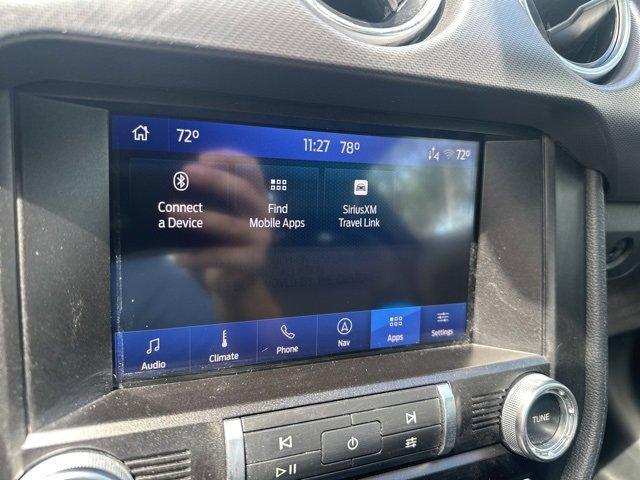 72° 11:27 78° 72°
Connect
a Device
Find
Mobile Apps
SiriusXM
Travel Link
Audio Climate Phone Nav Apps Settings
TUNE